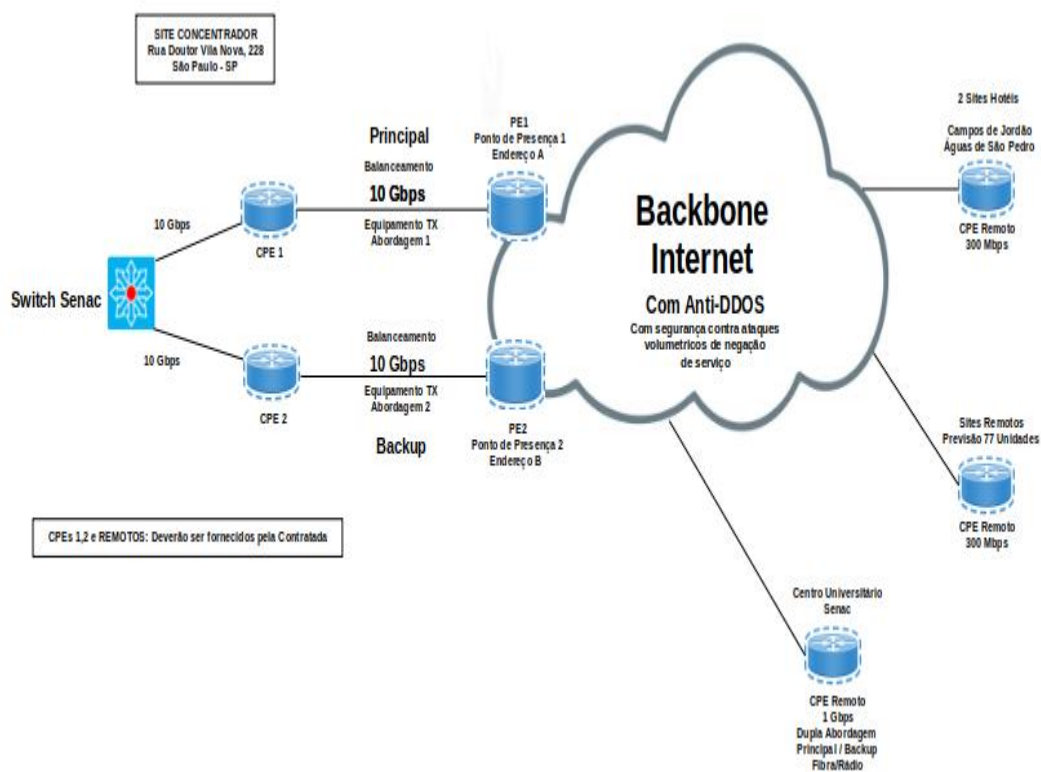 SITE CONCENTRADOR
Rua Doutor Vila Nova, 228
São Paulo - SP
Principal
Balanceamento
10 Gbps
Equipamento TX
Abordagem 1
PE1
Ponto de Presença 1
Endereço A
10 Gbps
CPE 1
Switch Senac
10 Gbps
CPE 2
Balanceamento
10 Gbps
Equipamento TX
Abordagem 2
Backup
PE2
Ponto de Presença 2
Endereço B
Backbone
Internet
Com Anti-DDOS
Com segurança contra ataques
volumetricos de negação
de serviço
2 Sites Hotéis
Campos de Jordão
Águas de São Pedro
CPE Remoto
300 Mbps
Sites Remotos
Previsão 77 Unidades
CPE Remoto
300 Mbps
CPEs 1,2 e REMOTOS: Deverão ser fornecidos pela Contratada
Centro Universitário
Senac
CPE Remoto
1 Gbps
Dupla Abordagem
Principal / Backup
Fibra/Rádio